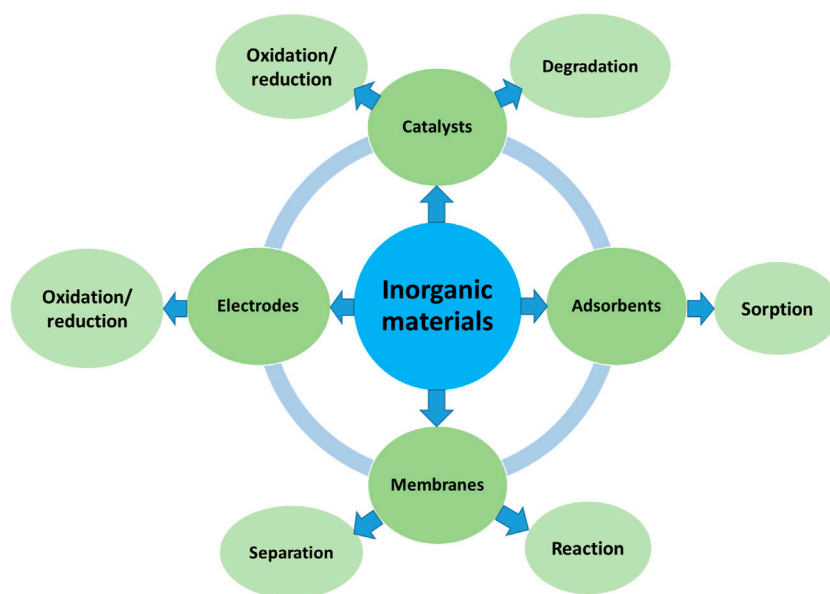 Oxidation/
reduction
Degradation
Catalysts
Oxidation/
reduction
Electrodes
Inorganic
materials
Adsorbents
Sorption
Membranes
Separation
Reaction